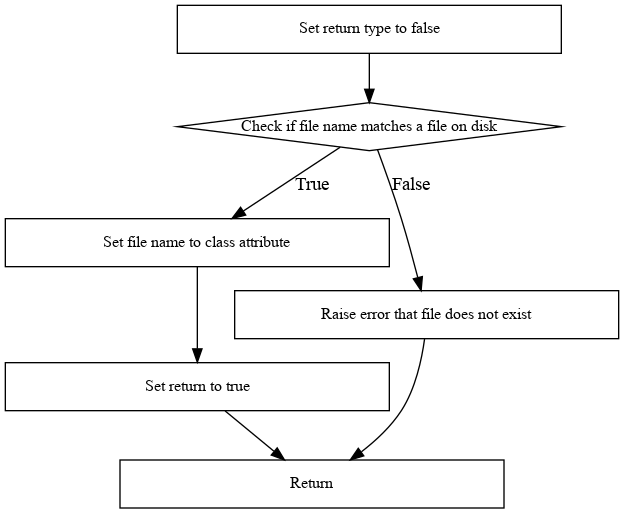 Set return type to false
Check if file name matches a file on disk
True
False
Set file name to class attribute
Raise error that file does not exist
Set return to true
Return